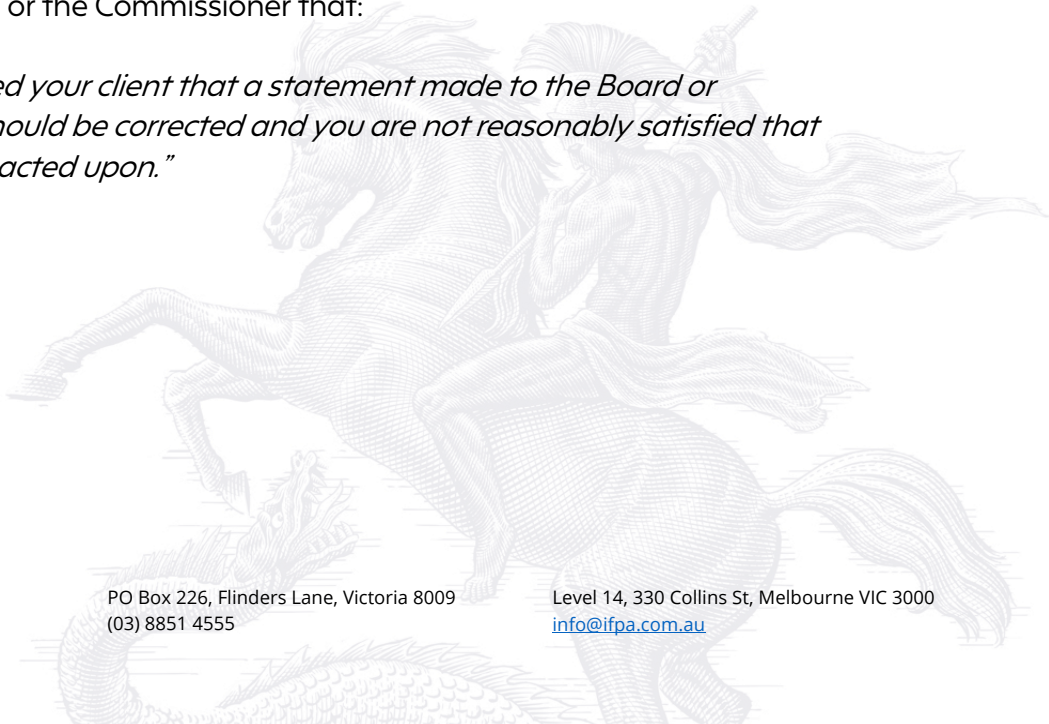 or the Commissioner that:
ed your client that a statement made to the Board or
hould be corrected and you are not reasonably satisfied that
acted upon.”
PO Box 226, Flinders Lane, Victoria 8009
(03) 8851 4555
Level 14, 330 Collins St, Melbourne VIC 3000
info@ifpa.com.au